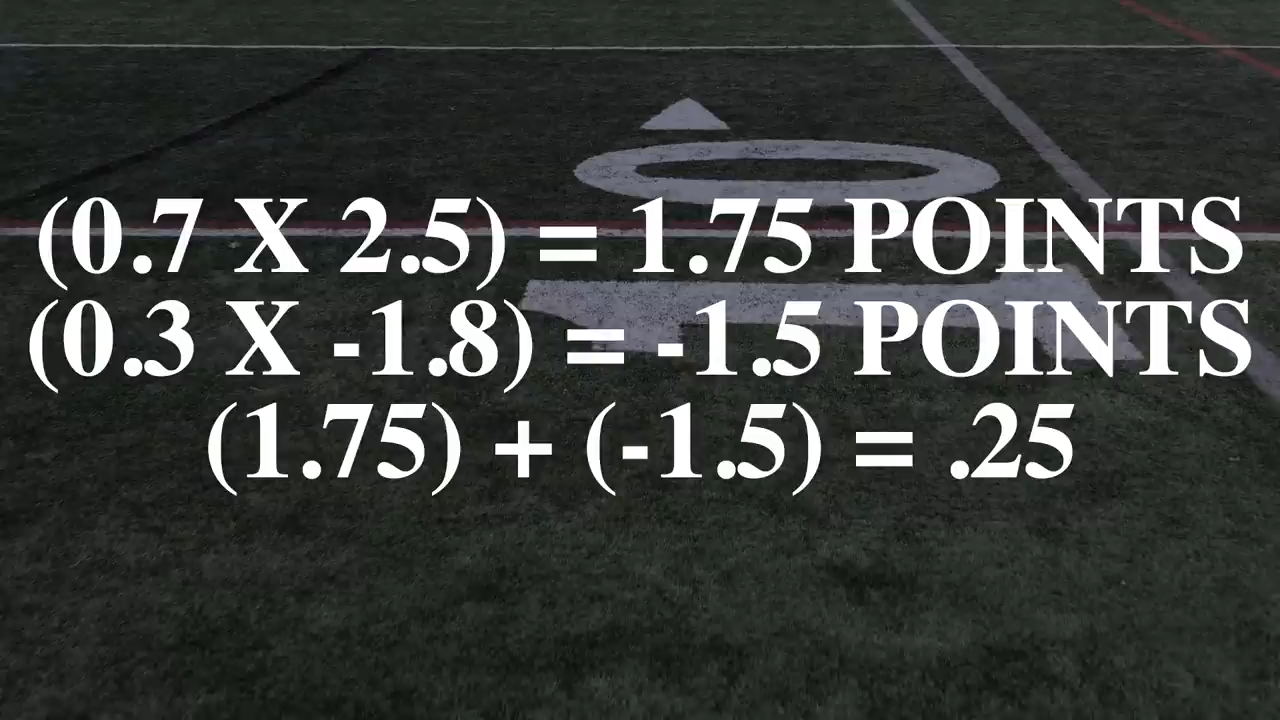 (0.7 X 2.5) = 1.75 POINTS
(0.3 X -1.8) = -1.5 POINTS
(1.75) + (-1.5) = .25
10